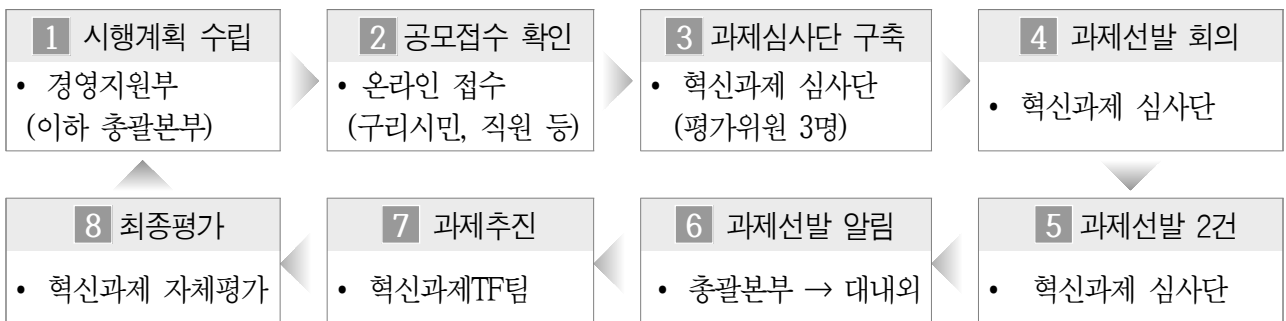 1 시행계획 수립
• 경영지원부
(이하 총괄본부)
2 공모접수 확인
• 온라인 접수
(구리시민, 직원 등)
3 과제심사단 구축
• 혁신과제 심사단
(평가위원 3명)
4 과제선발 회의
• 혁신과제 심사단
5 과제선발 2건
• 혁신과제 심사단
6 과제선발 알림
• 총괄본부 → 대내외
7 과제추진
• 혁신과제TF팀
8 최종평가
• 혁신과제 자체평가